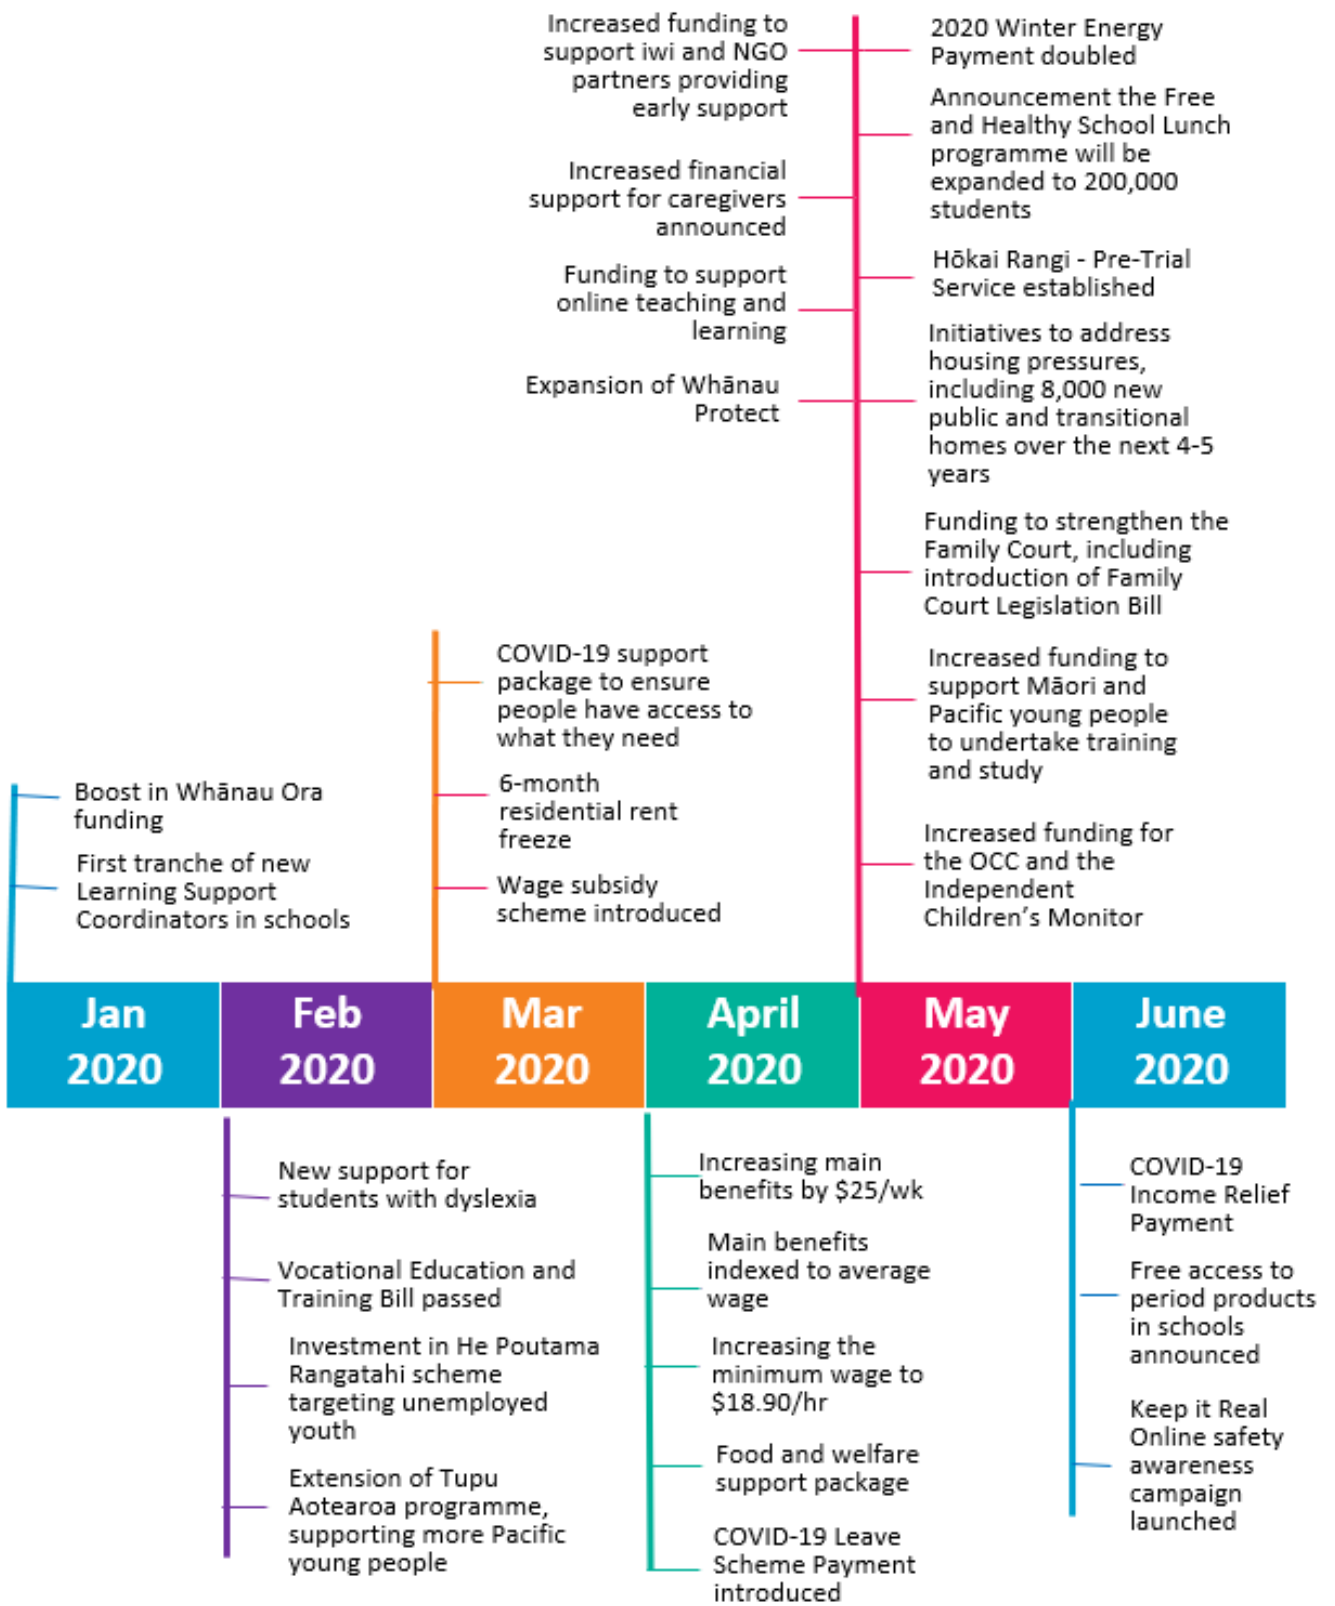 Increased funding to
support iwi and NGO
partners providing
early support
Increased financial
support for caregivers
announced
Funding to support
online teaching and
learning
Expansion of Whānau
Protect
2020 Winter Energy
Payment doubled
Announcement the Free
and Healthy School Lunch
programme will be
expanded to 200,000
students
Hōkai Rangi - Pre-Trial
Service established
Initiatives to address
housing pressures,
including 8,000 new
public and transitional
homes over the next 4-5
years
Funding to strengthen the
Family Court, including
introduction of Family
Court Legislation Bill
Increased funding to
support Māori and
Pacific young people
to undertake training
and study
Increased funding for
the OCC and the
Independent
Children's Monitor
COVID-19 support
package to ensure
people have access to
what they need
6-month
residential rent
freeze
Wage subsidy
scheme introduced
Boost in Whānau Ora
funding
First tranche of new
Learning Support
Coordinators in schools
Jan
2020
Feb
2020
Mar
2020
April
2020
May
2020
June
2020
New support for
students with dyslexia
Vocational Education and
Training Bill passed
Investment in He Poutama
Rangatahi scheme
targeting unemployed
youth
Extension of Tupu
Aotearoa programme,
supporting more Pacific
young people
Increasing main
benefits by $25/wk
Main benefits
indexed to average
wage
Increasing the
minimum wage to
$18.90/hr
Food and welfare
support package
COVID-19 Leave
Scheme Payment
introduced
COVID-19
Income Relief
Payment
Free access to
period products
in schools
announced
Keep it Real
Online safety
awareness
campaign
launched